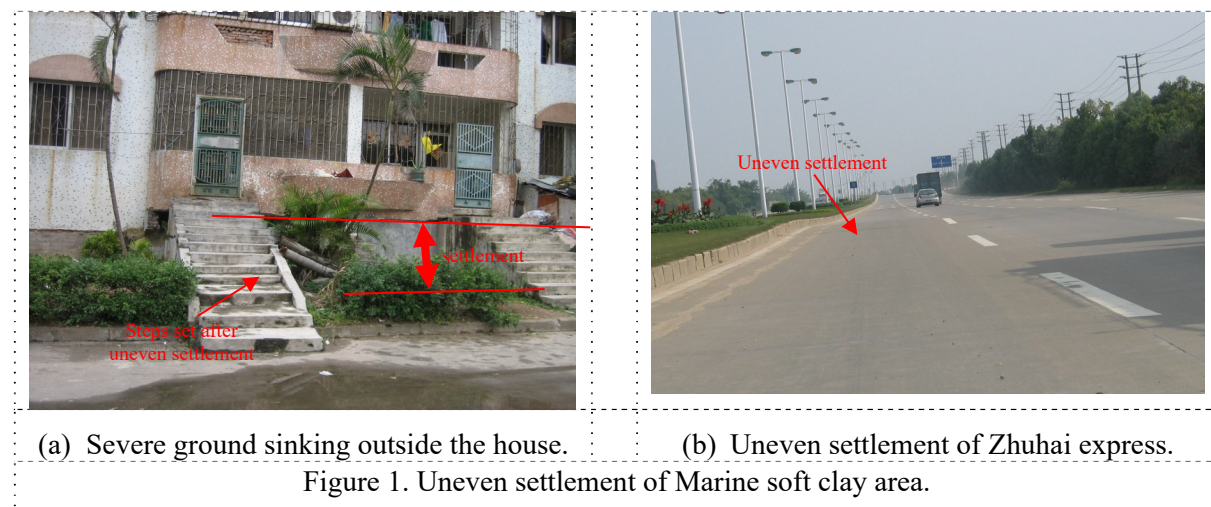 settlement
Steps set after
uneven settlement
Uneven settlement
(a) Severe ground sinking outside the house.
(b) Uneven settlement of Zhuhai express.
Figure 1. Uneven settlement of Marine soft clay area.